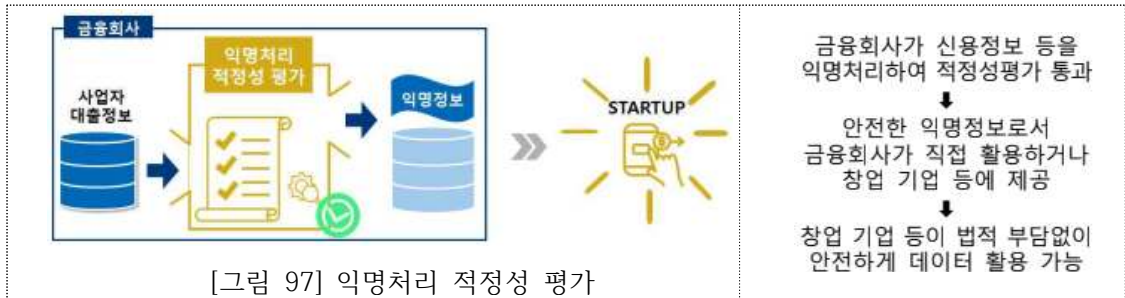 금융회사
익명처리
적정성 평가
사업자
대출정보
익명정보
STARTUP
[그림 97] 익명처리 적정성 평가
금융회사가 신용정보 등을
익명처리하여 적정성평가 통과
⬇
안전한 익명정보로서
금융회사가 직접 활용하거나
창업 기업 등에 제공
⬇
창업 기업 등이 법적 부담없이
안전하게 데이터 활용 가능